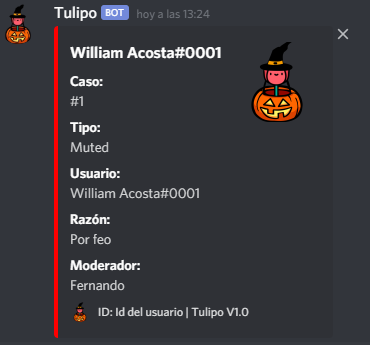 Tulipo BOT hoy a las 13:24
William Acosta#0001
Caso:
#1
Tipo:
Muted
Usuario:
William Acosta#0001
Razón:
Por feo
Moderador:
Fernando
ID: Id del usuario | Tulipo V1.0